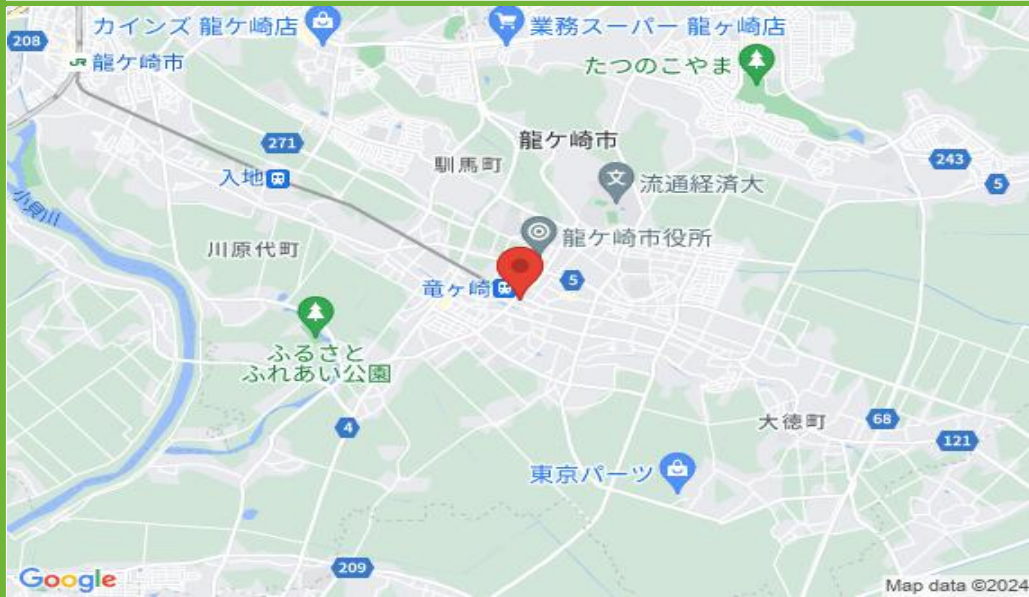 カインズ 龍ケ崎店
業務スーパー 龍ヶ崎店
208
JR 龍ケ崎市
たつのこやま
271
龍ケ崎市
馴馬町
243
入地
文
流通経済大
5
小貝川
龍ケ崎市役所
川原代町
5
竜ヶ崎
ふるさと
ふれあい公園
4
大徳町
68
121
東京パーツ
209
Google
Map data ©2024